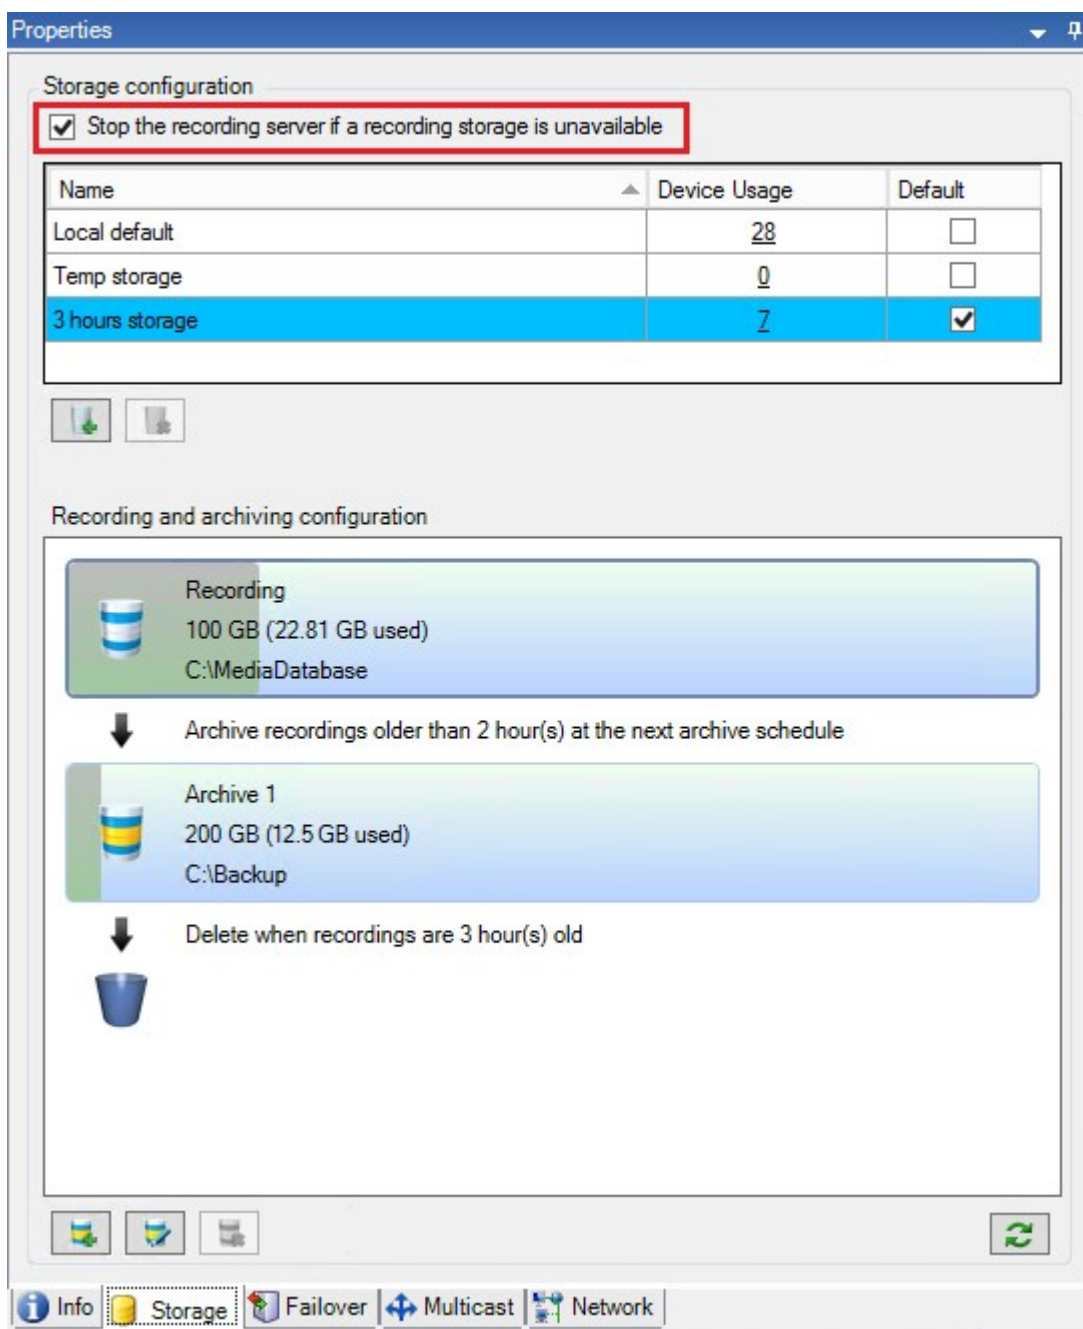 Properties
Storage configuration
Stop the recording server if a recording storage is unavailable
Name Device Usage Default
Local default 28
Temp storage 0
3 hours storage 7
Recording and archiving configuration
Recording
100 GB (22.81 GB used)
C:\MediaDatabase
Archive recordings older than 2 hour(s) at the next archive schedule
Archive 1
200 GB (12.5 GB used)
C:\Backup
Delete when recordings are 3 hour(s) old
Info Storage Failover Multicast Network